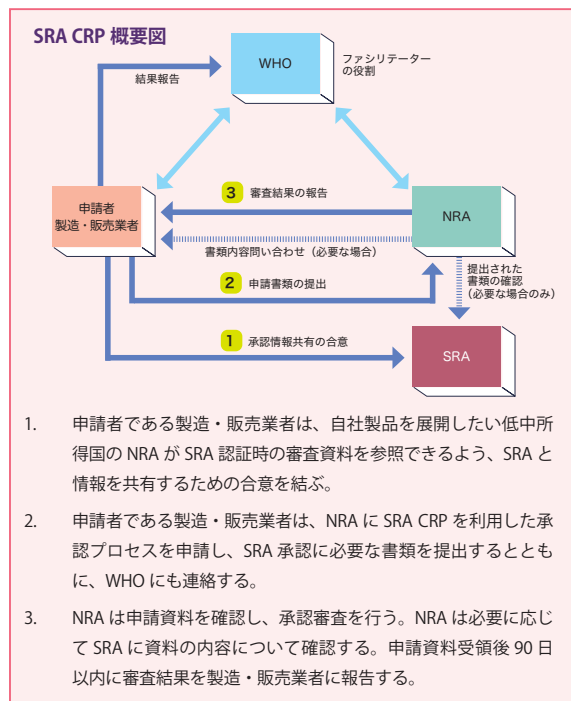 SRA CRP 概要図
WHO
ファシリテーター
の役割
結果報告
申請者
製造・販売業者
3 審査結果の報告
NRA
書類内容問い合わせ（必要な場合）
2 申請書類の提出
提出された
書類の確認
（必要な場合のみ）
1 承認情報共有の合意
SRA
1. 申請者である製造・販売業者は、自社製品を展開したい低中所
得国の NRA が SRA 認証時の審査資料を参照できるよう、SRA と
情報を共有するための合意を結ぶ。
2. 申請者である製造・販売業者は、NRA に SRA CRP を利用した承
認プロセスを申請し、SRA 承認に必要な書類を提出するととも
に、WHO にも連絡する。
3. NRA は申請資料を確認し、承認審査を行う。NRA は必要に応じ
て SRA に資料の内容について確認する。申請資料受領後 90 日
以内に審査結果を製造・販売業者に報告する。